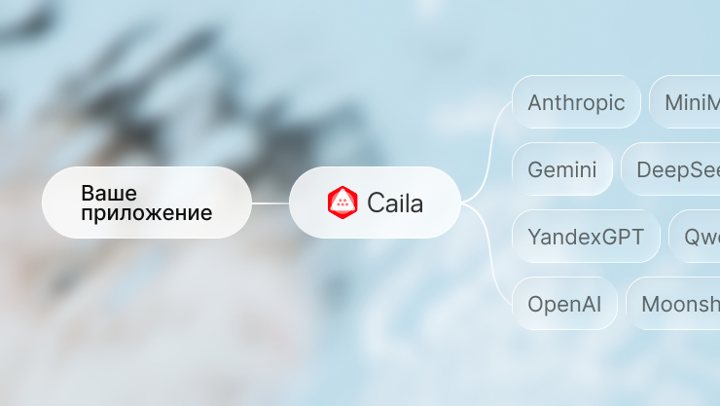 Ваше
приложение
Caila
Anthropic
Gemini
YandexGPT
OpenAI